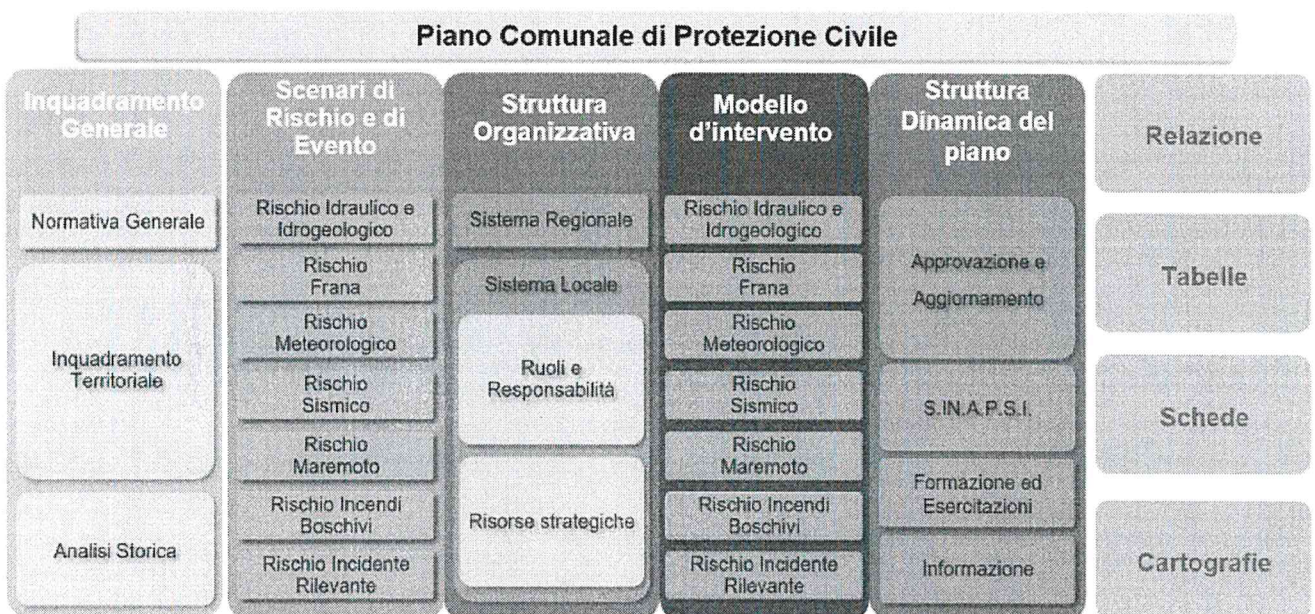 Piano Comunale di Protezione Civile
Inquadramento
Generale
Normativa Generale
Inquadramento
Territoriale
Analisi Storica
Scenari di
Rischio e di
Evento
Rischio Idraulico e
Idrogeologico
Rischio
Frana
Rischio
Meteorologico
Rischio
Sismico
Rischio
Maremoto
Rischio Incendi
Boschivi
Rischio Incidente
Rilevante
Struttura
Organizzativa
Sistema Regionale
Sistema Locale
Ruoli e
Responsabilità
Risorse strategiche
Modello
d'intervento
Rischio Idraulico e
Idrogeologico
Rischio
Frana
Rischio
Meteorologico
Rischio
Sismico
Rischio
Maremoto
Rischio Incendi
Boschivi
Rischio Incidente
Rilevante
Struttura
Dinamica del
piano
Approvazione e
Aggiornamento
S.IN.A.P.S.I.
Formazione ed
Esercitazioni
Informazione
Relazione
Tabelle
Schede
Cartografie